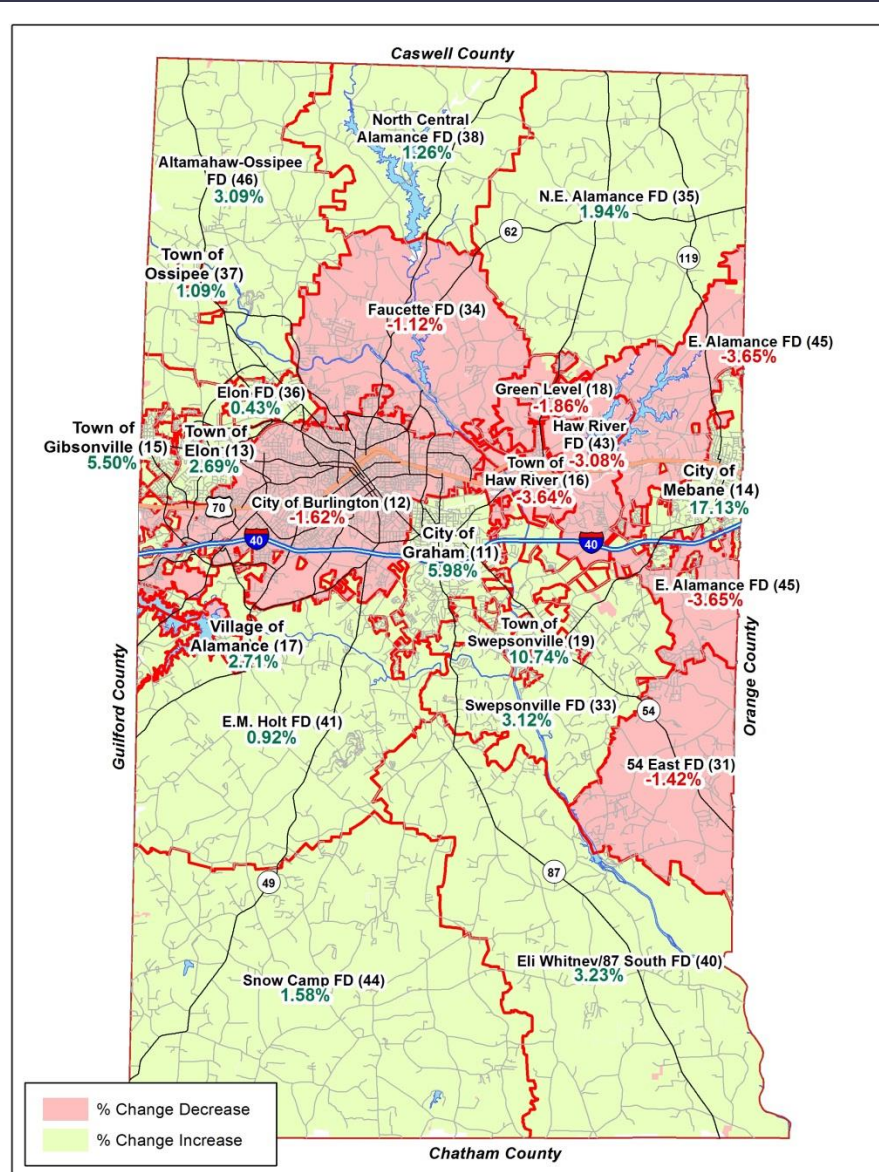 Caswell County
North Central
Alamance FD (38)
1.26%
Altamahaw-Ossipee
FD (46)
3.09%
N.E. Alamance FD (35)
1.94%
62
119
Town of
Ossipee (37)
1.09%
Faucette FD (34)
-1.12%
E. Alamance FD (45)
-3.65%
Elon FD (36)
0.43%
Green Level (18)
-1.86%
Haw River
FD (43)
-3.08%
Town of
Gibsonville (15)
5.50%
Town of
Elon (13)
2.69%
Town of
Haw River (16)
-3.64%
City of
Mebane (14)
17.13%
70
City of Burlington (12)
-1.62%
City of
Graham (11)
5.98%
40
40
E. Alamance FD (45)
-3.65%
Village of
Alamance (17)
2.71%
Town of
Swepsonville (19)
10.74%
Guilford County
Orange County
E.M. Holt FD (41)
0.92%
Swepsonville FD (33)
3.12%
54
54 East FD (31)
-1.42%
49
87
Snow Camp FD (44)
1.58%
Eli Whitney/87 South FD (40)
3.23%
% Change Decrease
% Change Increase
Chatham County